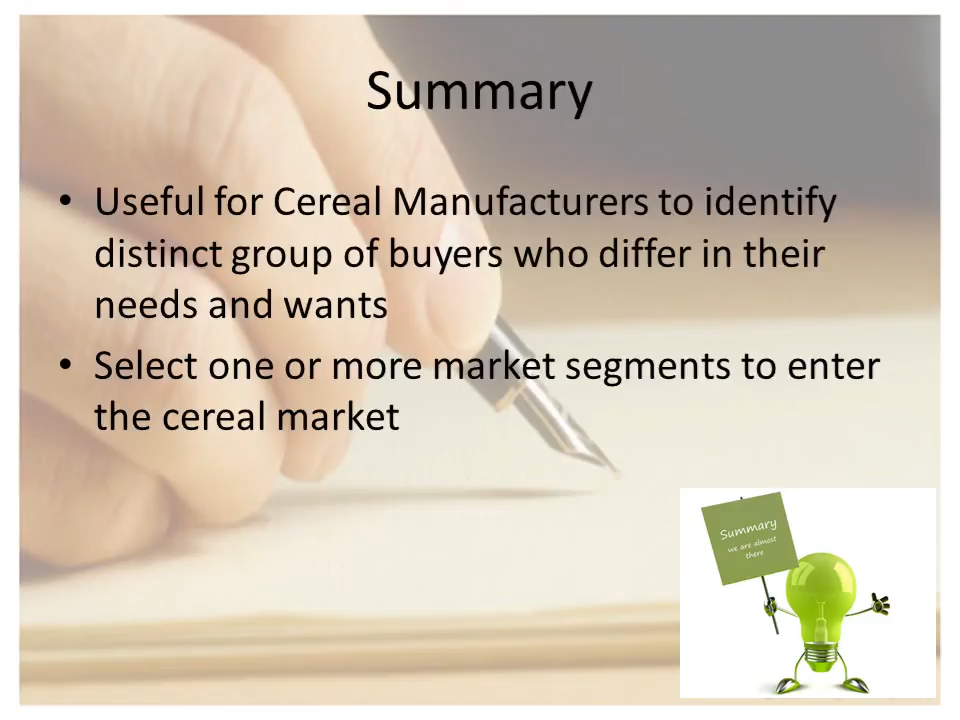 Summary
• Useful for Cereal Manufacturers to identify
distinct group of buyers who differ in their
needs and wants
• Select one or more market segments to enter
the cereal market
Summary
we are almost
there